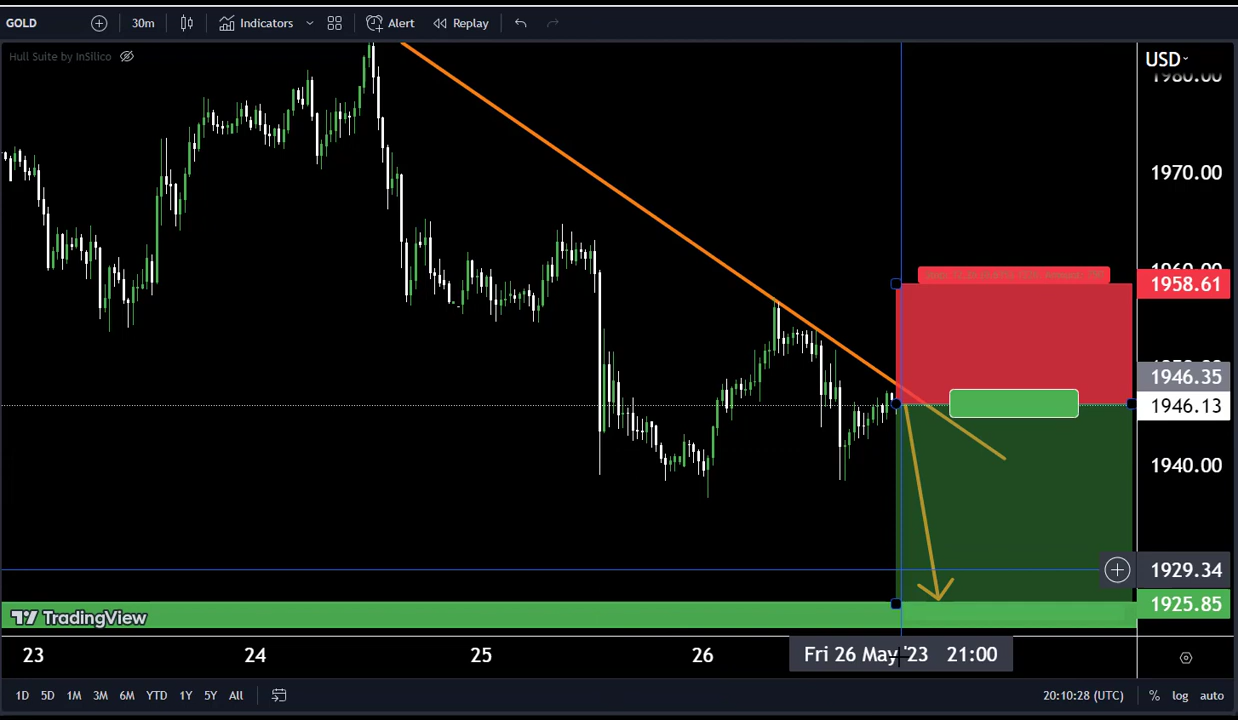 GOLD 30m Indicators Alert Replay
Hull Suite by InSilico
USD
1980.00
1970.00
1958.61
1946.35
1946.13
1940.00
1929.34
1925.85
TradingView
23 24 25 26 Fri 26 May '23 21:00
1D 5D 1M 3M 6M YTD 1Y 5Y All 20:10:28 (UTC) % log auto